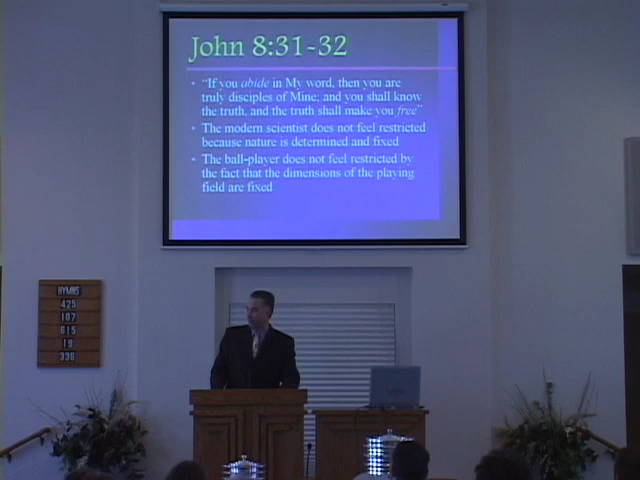 John 8:31-32
• "If you abide in My word, then you are
truly disciples of Mine; and you shall know
the truth, and the truth shall make you free"
• The modern scientist does not feel restricted
because nature is determined and fixed
• The ball-player does not feel restricted by
the fact that the dimensions of the playing
field are fixed
HYMNS
425
107
615
19
336